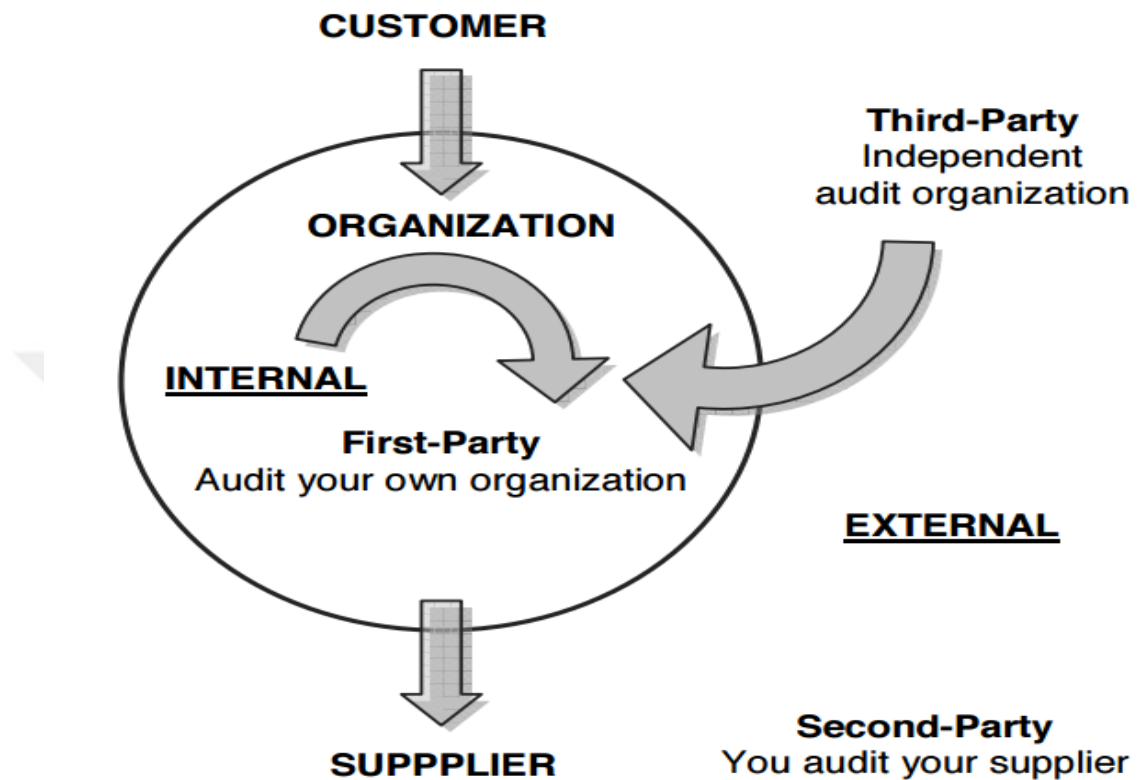 CUSTOMER
Third-Party
Independent
audit organization
ORGANIZATION
INTERNAL
First-Party
Audit your own organization
EXTERNAL
Second-Party
You audit your supplier
SUPPPLIER